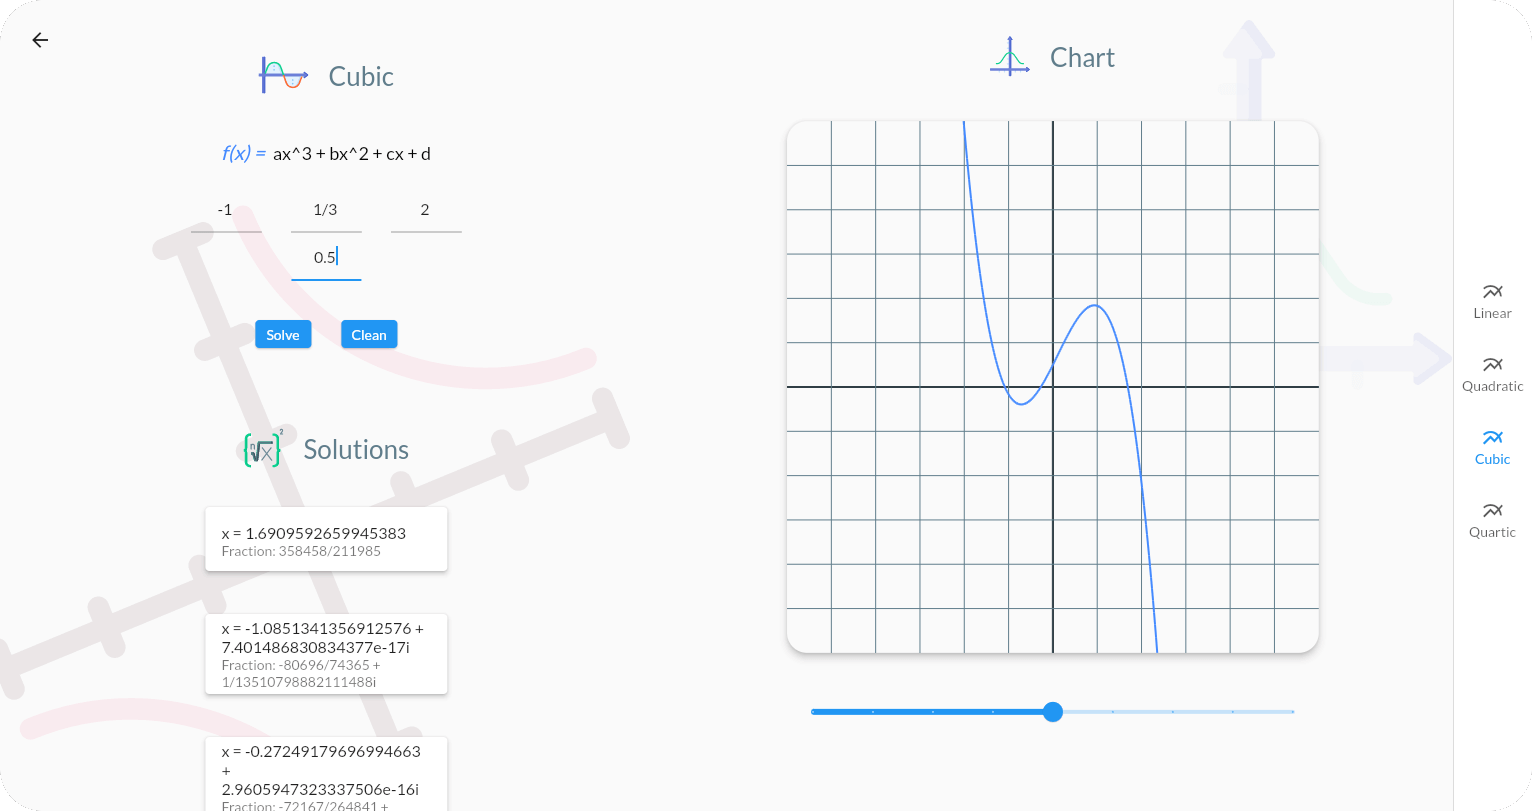 Cubic
f(x) = ax^3 + bx^2 + cx + d
-1 1/3 2
0.5
Solve Clean
Solutions
x = 1.6909592659945383
Fraction: 358458/211985
x = -1.0851341356912576 +
7.401486830834377e-17i
Fraction: -80696/74365 +
1/13510798882111488i
x = -0.27249179696994663
+
2.9605947323337506e-16i
Fraction: -72167/264841 +
Chart
Linear
Quadratic
Cubic
Quartic